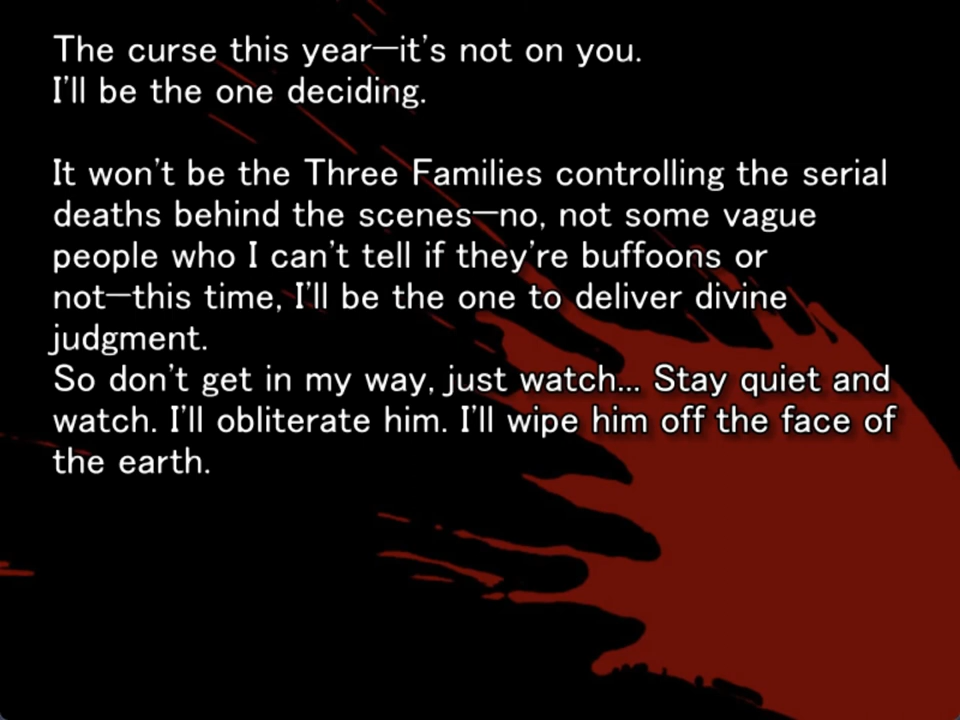 The curse this year—it's not on you.
I'll be the one deciding.
It won't be the Three Families controlling the serial
deaths behind the scenes—no, not some vague
people who I can't tell if they're buffoons or
not—this time, I'll be the one to deliver divine
judgment.
So don't get in my way, just watch... Stay quiet and
watch. I'll obliterate him. I'll wipe him off the face of
the earth.